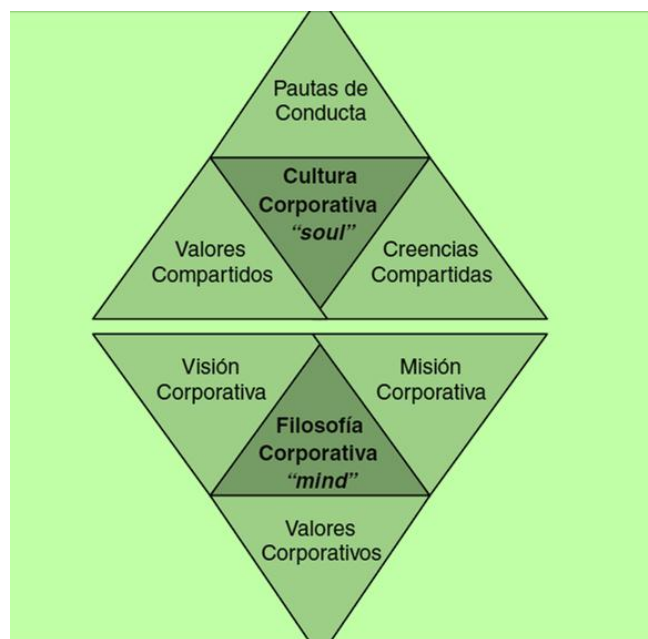 Pautas de
Conducta
Cultura
Corporativa
“soul”
Valores
Compartidos
Creencias
Compartidas
Visión
Corporativa
Misión
Corporativa
Filosofía
Corporativa
“mind”
Valores
Corporativos